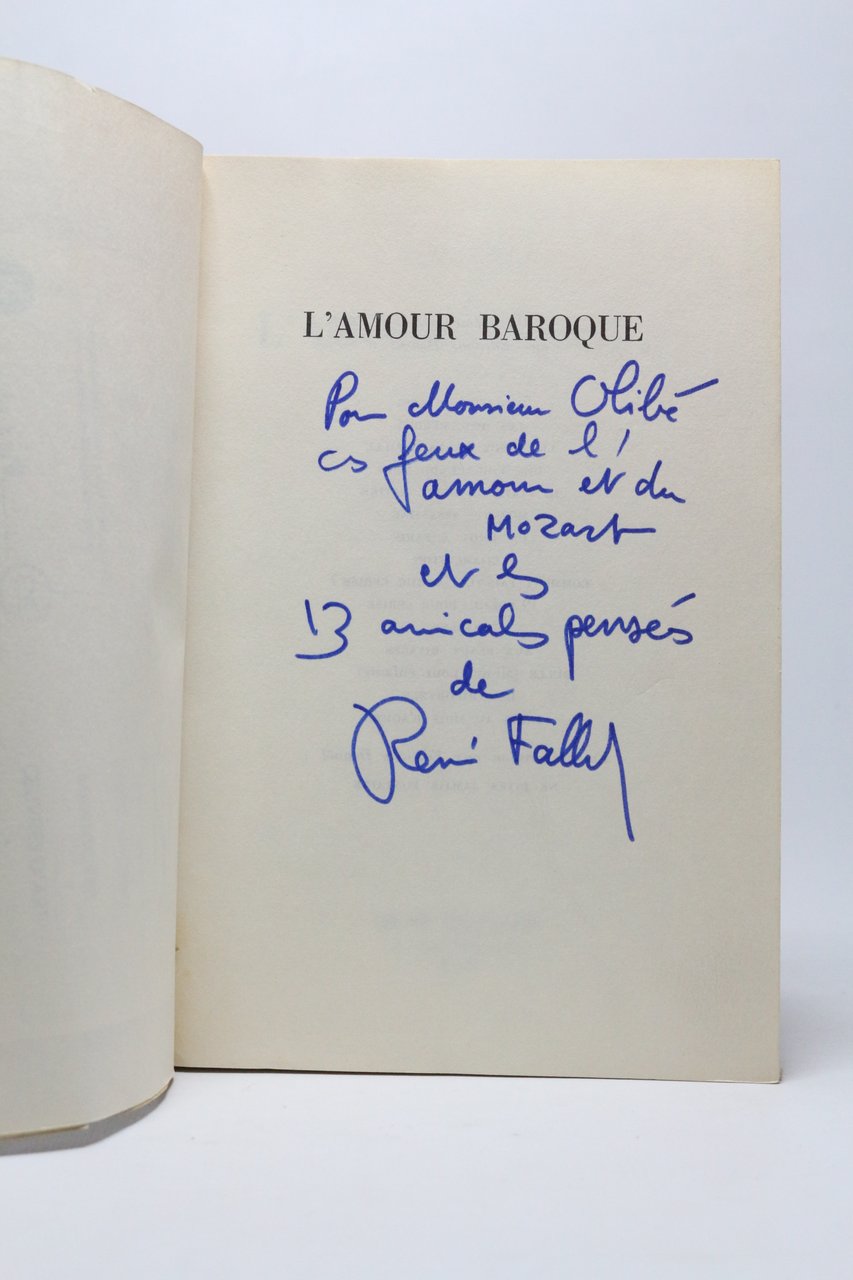 L'AMOUR BAROQUE
Pour Monsieur Olibé
ces feux de l'
amour et du
Mozart
et les
13 amicales pensées
de
René Fallet